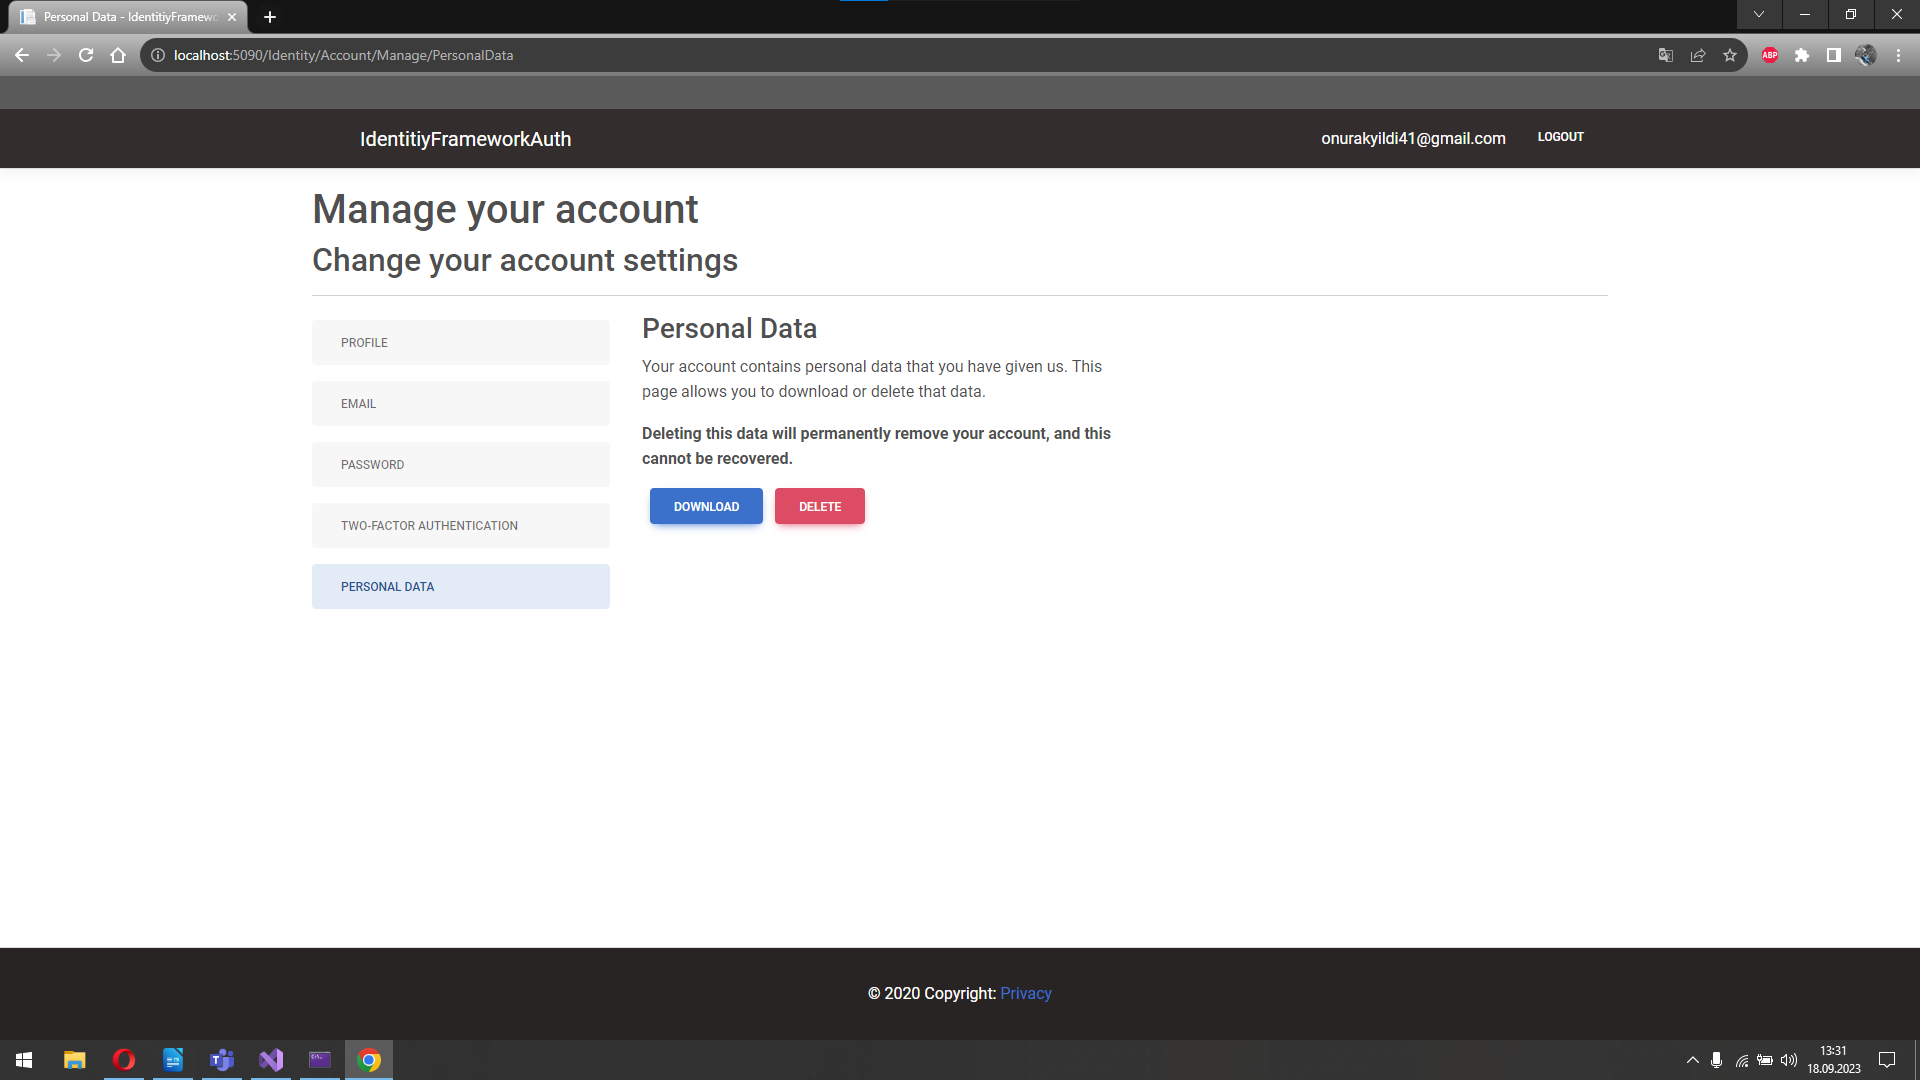 Personal Data - IdentitiyFramewo
localhost:5090/Identity/Account/Manage/PersonalData
ABP
IdentitiyFrameworkAuth
onurakyildi41@gmail.com
LOGOUT
Manage your account
Change your account settings
PROFILE
EMAIL
PASSWORD
TWO-FACTOR AUTHENTICATION
PERSONAL DATA
Personal Data
Your account contains personal data that you have given us. This
page allows you to download or delete that data.
Deleting this data will permanently remove your account, and this
cannot be recovered.
DOWNLOAD
DELETE
© 2020 Copyright: Privacy
13:31
18.09.2023